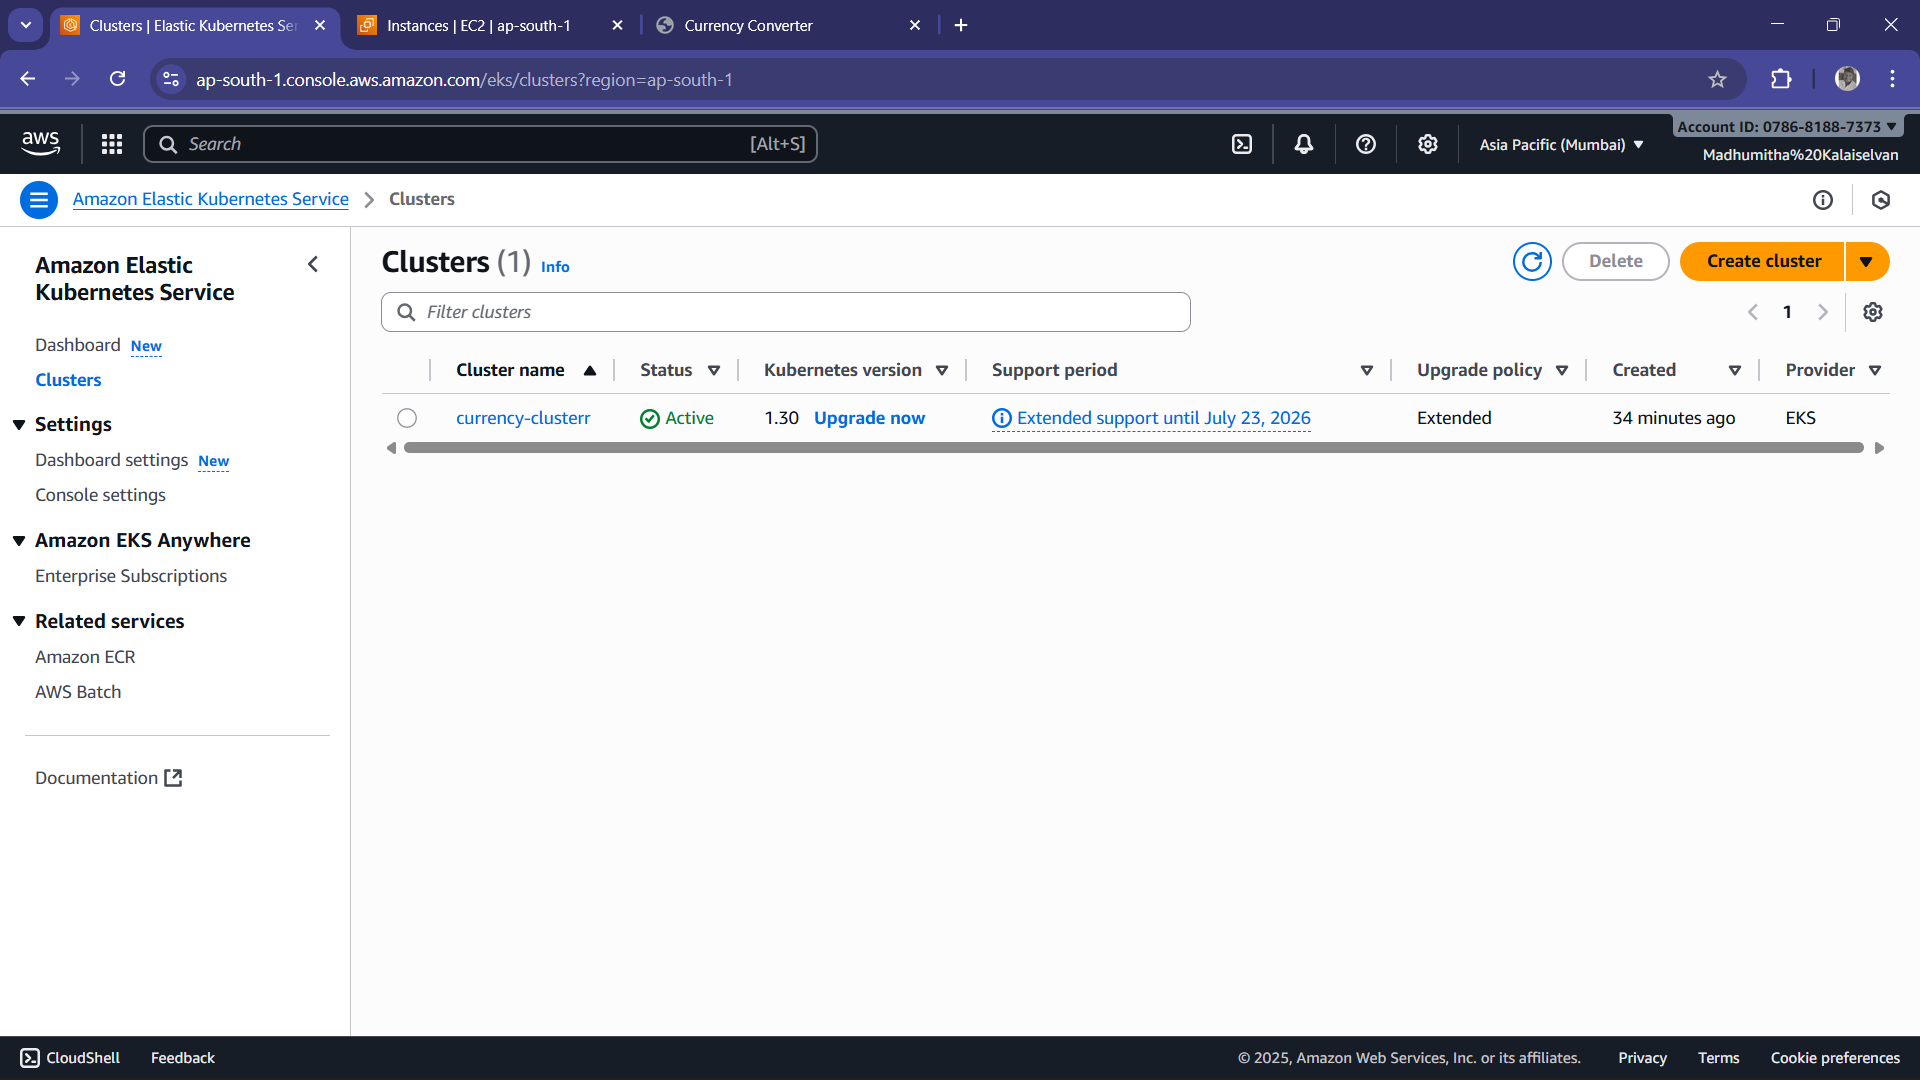 Clusters | Elastic Kubernetes Ser
Instances | EC2 | ap-south-1
Currency Converter
ap-south-1.console.aws.amazon.com/eks/clusters?region=ap-south-1
aws
Search
[Alt+S]
Asia Pacific (Mumbai)
Account ID: 0786-8188-7373
Madhumitha%20Kalaiselvan
Amazon Elastic Kubernetes Service
Clusters
Amazon Elastic
Kubernetes Service
Dashboard New
Clusters
Settings
Dashboard settings New
Console settings
Amazon EKS Anywhere
Enterprise Subscriptions
Related services
Amazon ECR
AWS Batch
Documentation
Clusters (1) Info
Delete
Create cluster
Filter clusters
1
Cluster name Status Kubernetes version Support period Upgrade policy Created Provider
currency-clusterr Active 1.30 Upgrade now Extended support until July 23, 2026 Extended 34 minutes ago EKS
CloudShell Feedback © 2025, Amazon Web Services, Inc. or its affiliates. Privacy Terms Cookie preferences